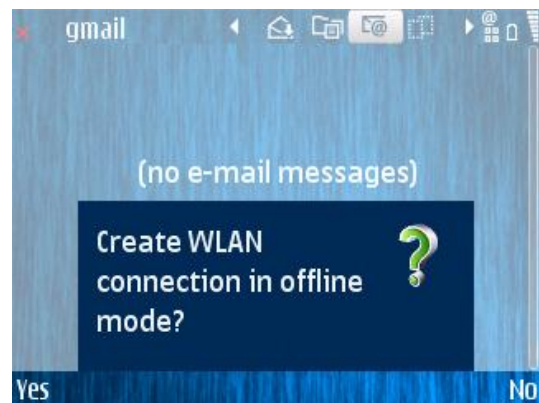 gmail
(no e-mail messages)
Create WLAN
connection in offline
mode?
Yes No